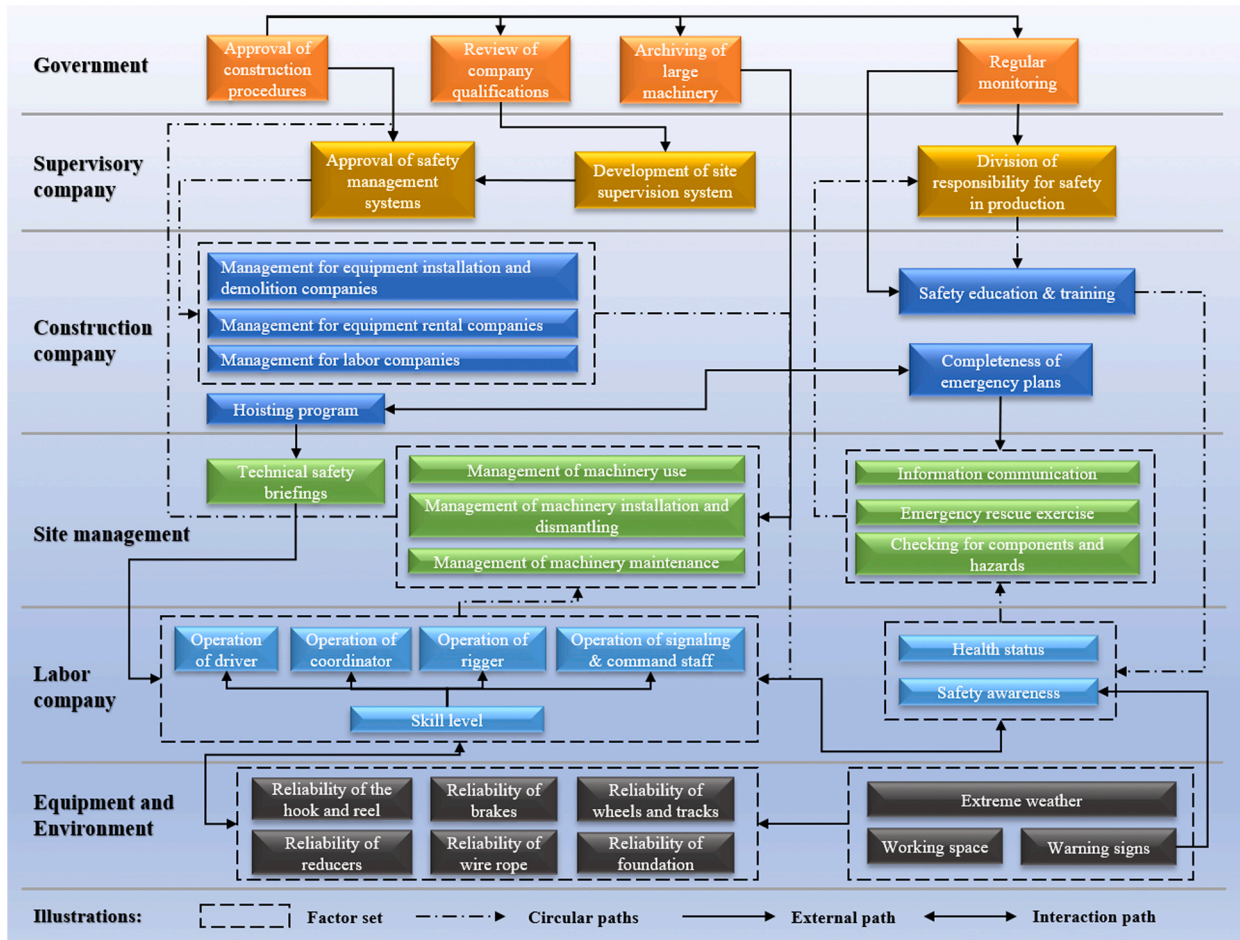 Government
Approval of
construction
procedures
Review of
company
qualifications
Archiving of
large
machinery
Regular
monitoring
Supervisory
company
Approval of safety
management
systems
Development of site
supervision system
Division of
responsibility for safety
in production
Construction
company
Management for equipment installation and
demolition companies
Management for equipment rental companies
Management for labor companies
Safety education & training
Completeness of
emergency plans
Hoisting program
Site management
Technical safety
briefings
Management of machinery use
Management of machinery installation and
dismantling
Management of machinery maintenance
Information communication
Emergency rescue exercise
Checking for components and
hazards
Labor
company
Operation
of driver
Operation of
coordinator
Operation of
rigger
Operation of signaling
& command staff
Skill level
Health status
Safety awareness
Equipment and
Environment
Reliability of the
hook and reel
Reliability of
brakes
Reliability of
wheels and tracks
Reliability of
reducers
Reliability of
wire rope
Reliability of
foundation
Extreme weather
Working space
Warning signs
Illustrations:
Factor set
Circular paths
External path
Interaction path